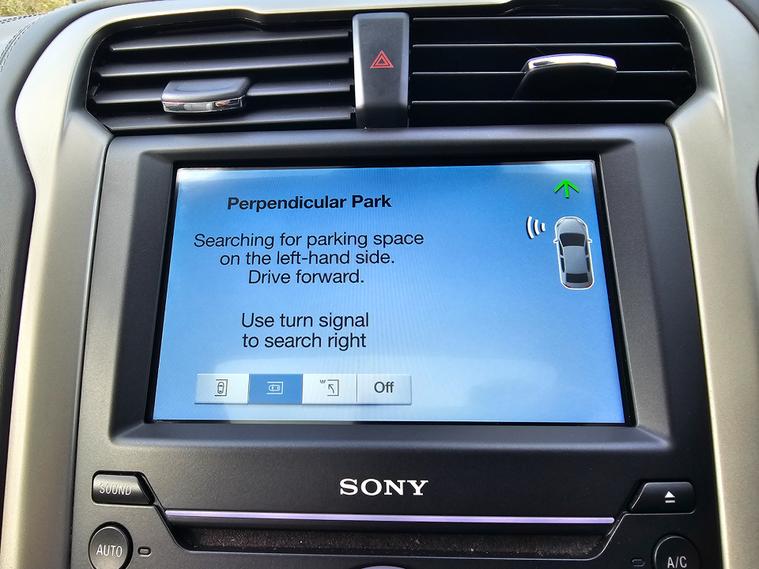 Perpendicular Park
Searching for parking space
on the left-hand side.
Drive forward.
Use turn signal
to search right
Off
SONY
SOUND
AUTO
A/C